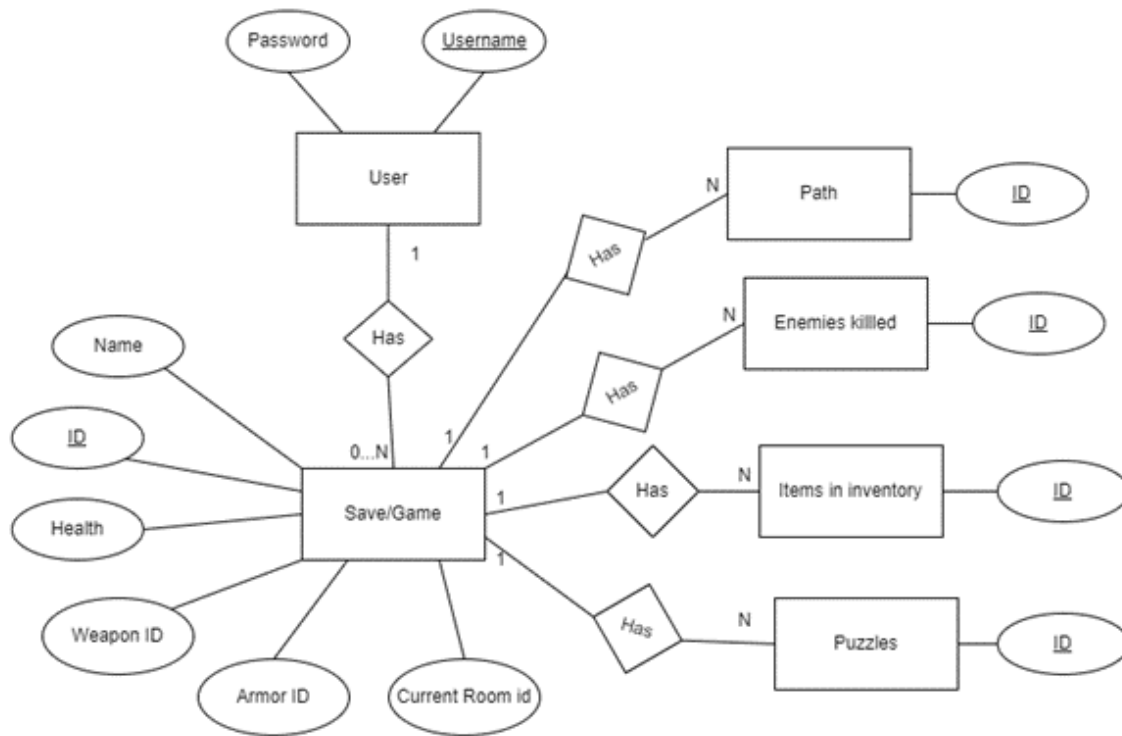 Password
Username
User
1
Has
0...N
Name
ID
Health
Weapon ID
Armor ID
Current Room id
Save/Game
1
Has
N
Path
ID
1
Has
N
Enemies killled
ID
1
Has
N
Items in inventory
ID
1
Has
N
Puzzles
ID